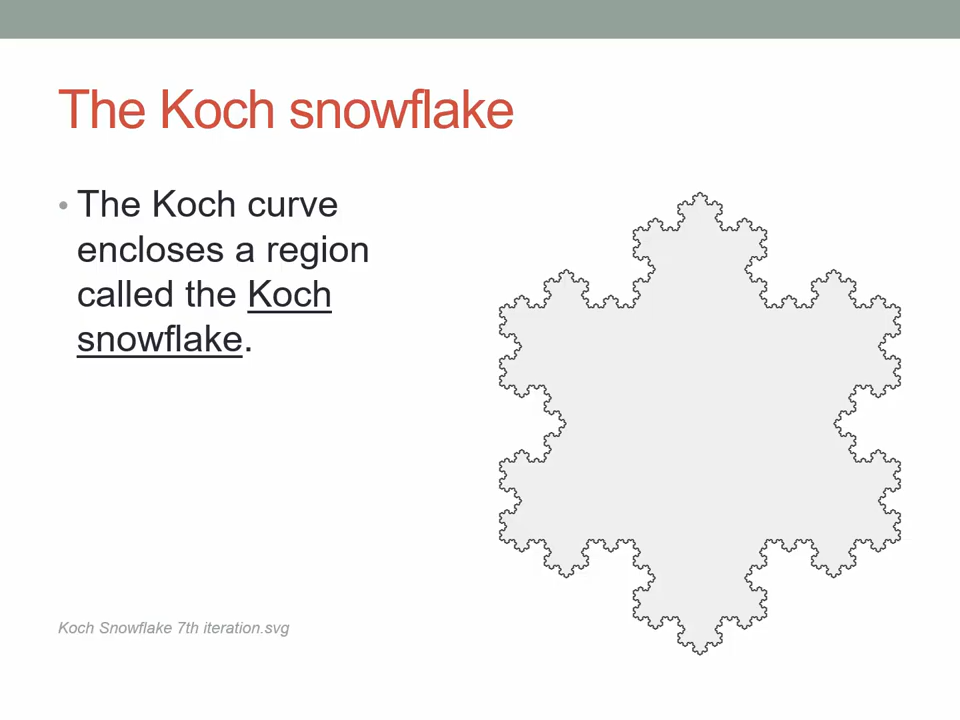 The Koch snowflake
• The Koch curve
encloses a region
called the Koch
snowflake.
Koch Snowflake 7th iteration.svg